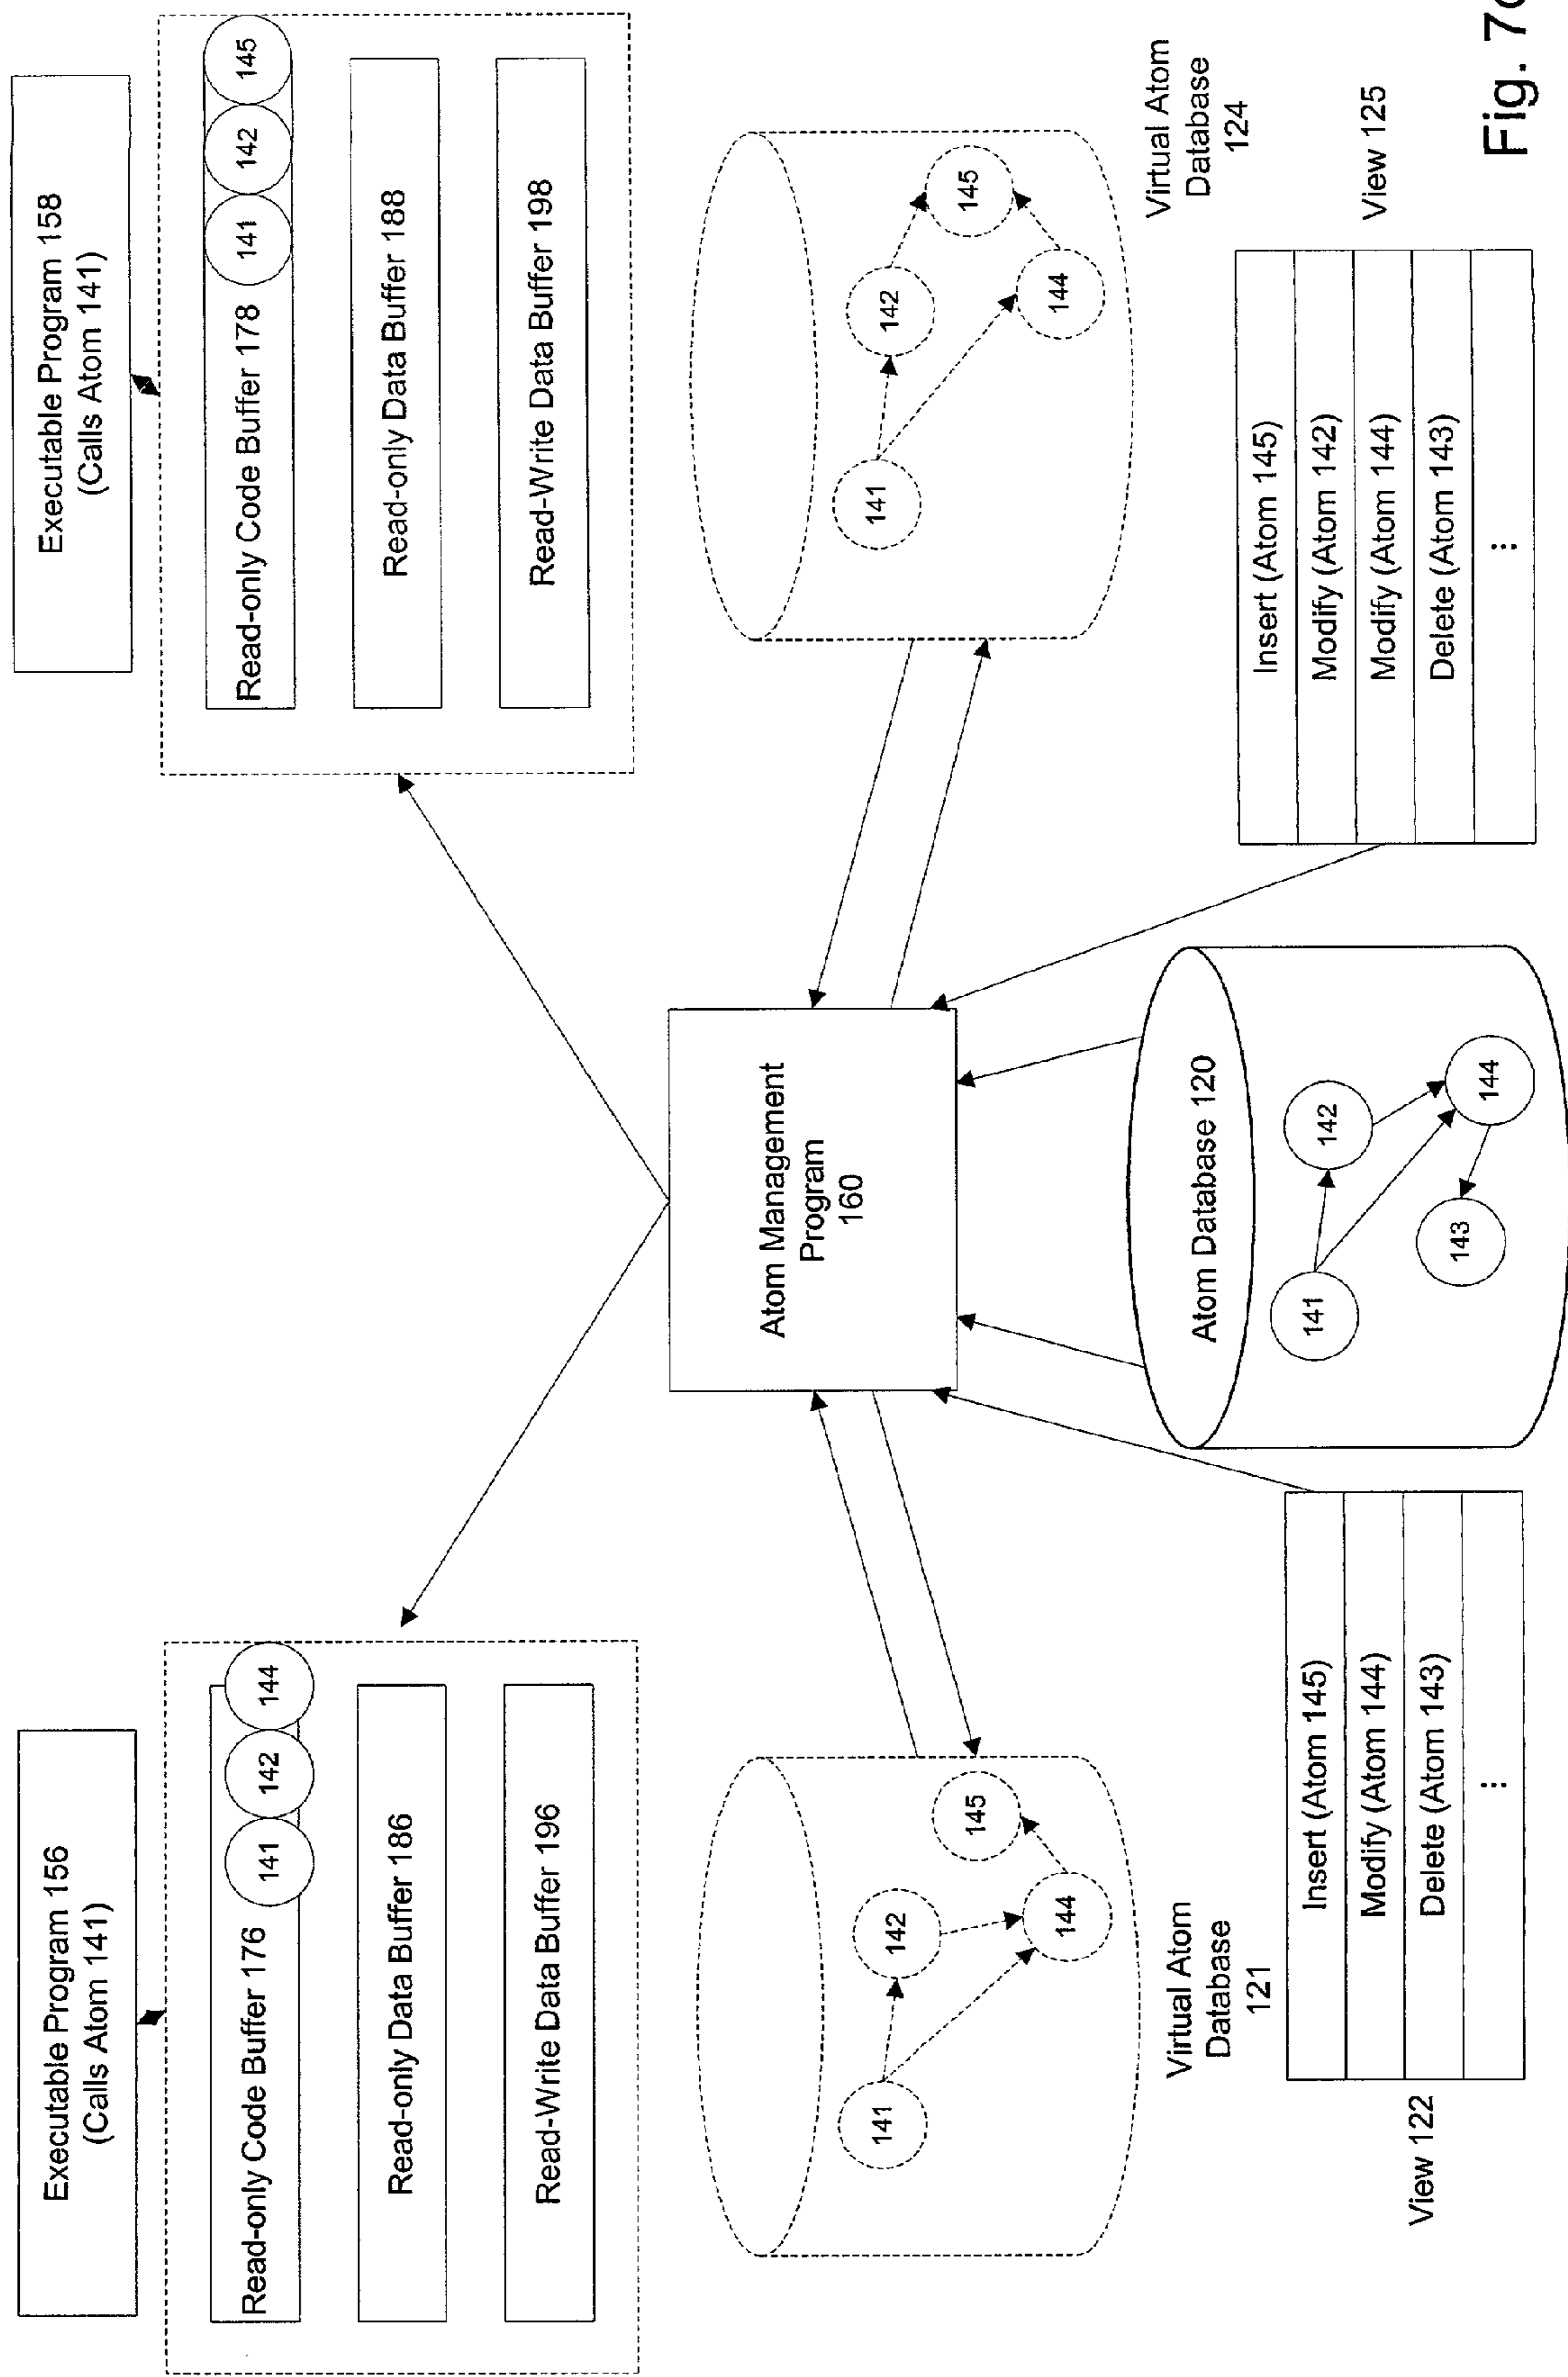 Executable Program 156
(Calls Atom 141)
Read-only Code Buffer 176
141
142
144
Read-only Data Buffer 186
Read-Write Data Buffer 196
Executable Program 158
(Calls Atom 141)
Read-only Code Buffer 178
141
142
145
Read-only Data Buffer 188
Read-Write Data Buffer 198
Atom Management
Program
160
141
142
144
145
Virtual Atom
Database
121
141
142
144
145
Virtual Atom
Database
124
View 122
Insert (Atom 145)
Modify (Atom 144)
Delete (Atom 143)
...
Atom Database 120
141
142
143
144
Insert (Atom 145)
Modify (Atom 142)
Modify (Atom 144)
Delete (Atom 143)
...
View 125